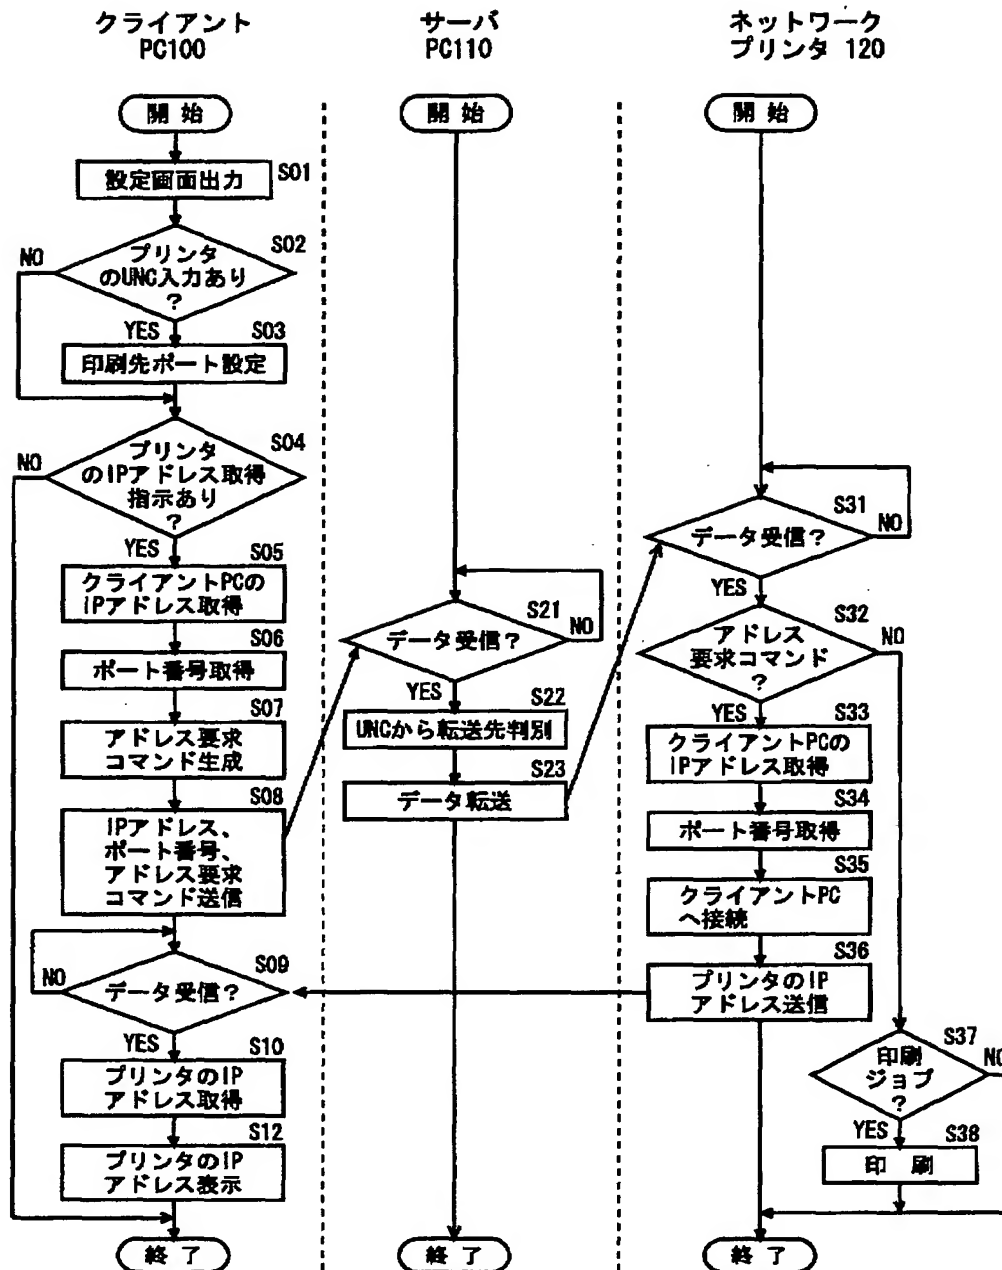 クライアント
PC100
開 始
設定画面出力
S01
プリンタ
のUNC入力あり
?
S02
NO
YES
S03
印刷先ポート設定
プリンタ
のIPアドレス取得
指示あり
?
S04
NO
YES
S05
クライアントPCの
IPアドレス取得
S06
ポート番号取得
S07
アドレス要求
コマンド生成
S08
IPアドレス、
ポート番号、
アドレス要求
コマンド送信
S09
NO
データ受信?
YES
S10
プリンタのIP
アドレス取得
S12
プリンタのIP
アドレス表示
終 了
サーバ
PC110
開 始
S21
データ受信?
NO
YES
S22
UNCから転送先判別
S23
データ転送
終 了
ネットワーク
プリンタ 120
開 始
S31
データ受信?
NO
YES
S32
アドレス
要求コマンド
?
NO
YES
S33
クライアントPCの
IPアドレス取得
S34
ポート番号取得
S35
クライアントPC
へ接続
S36
プリンタのIP
アドレス送信
S37
印刷
ジョブ
?
NO
YES
S38
印 刷
終 了